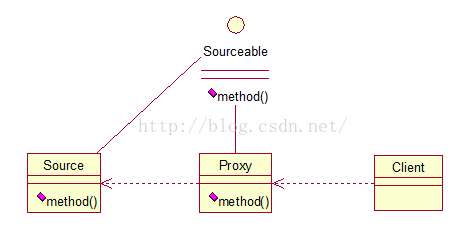 Sourceable
method()
http://blog.csdn.net/
Source
Proxy
Client
method()
method()